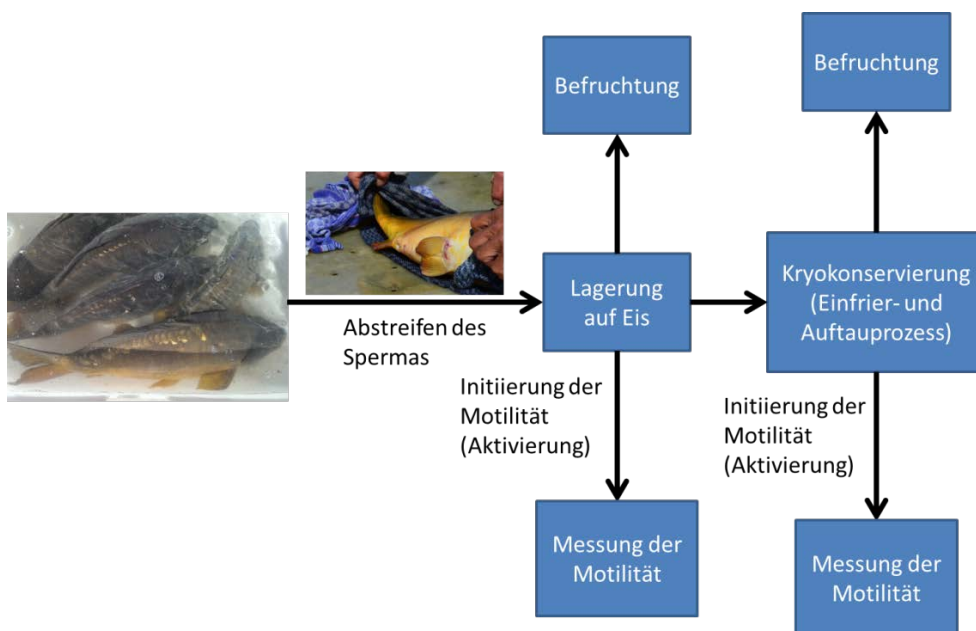 Befruchtung
Befruchtung
Abstreifen des
Spermas
Lagerung
auf Eis
Kryokonservierung
(Einfrier- und
Auftauprozess)
Initiierung der
Motilität
(Aktivierung)
Initiierung der
Motilität
(Aktivierung)
Messung der
Motilität
Messung der
Motilität